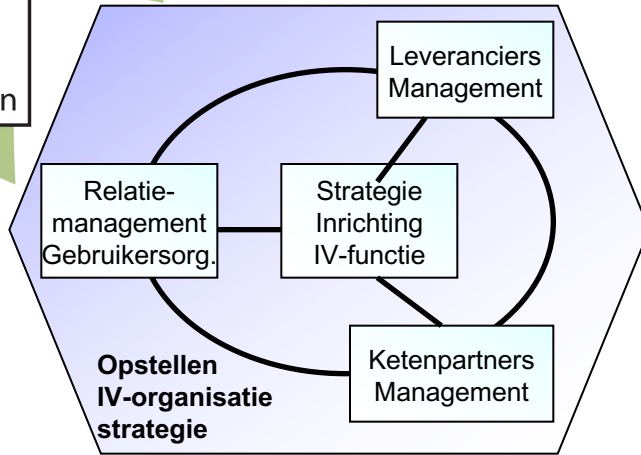 n
Leveranciers
Management
Relatie-
management
Gebruikersorg.
Strategie
Inrichting
IV-functie
Ketenpartners
Management
Opstellen
IV-organisatie
strategie